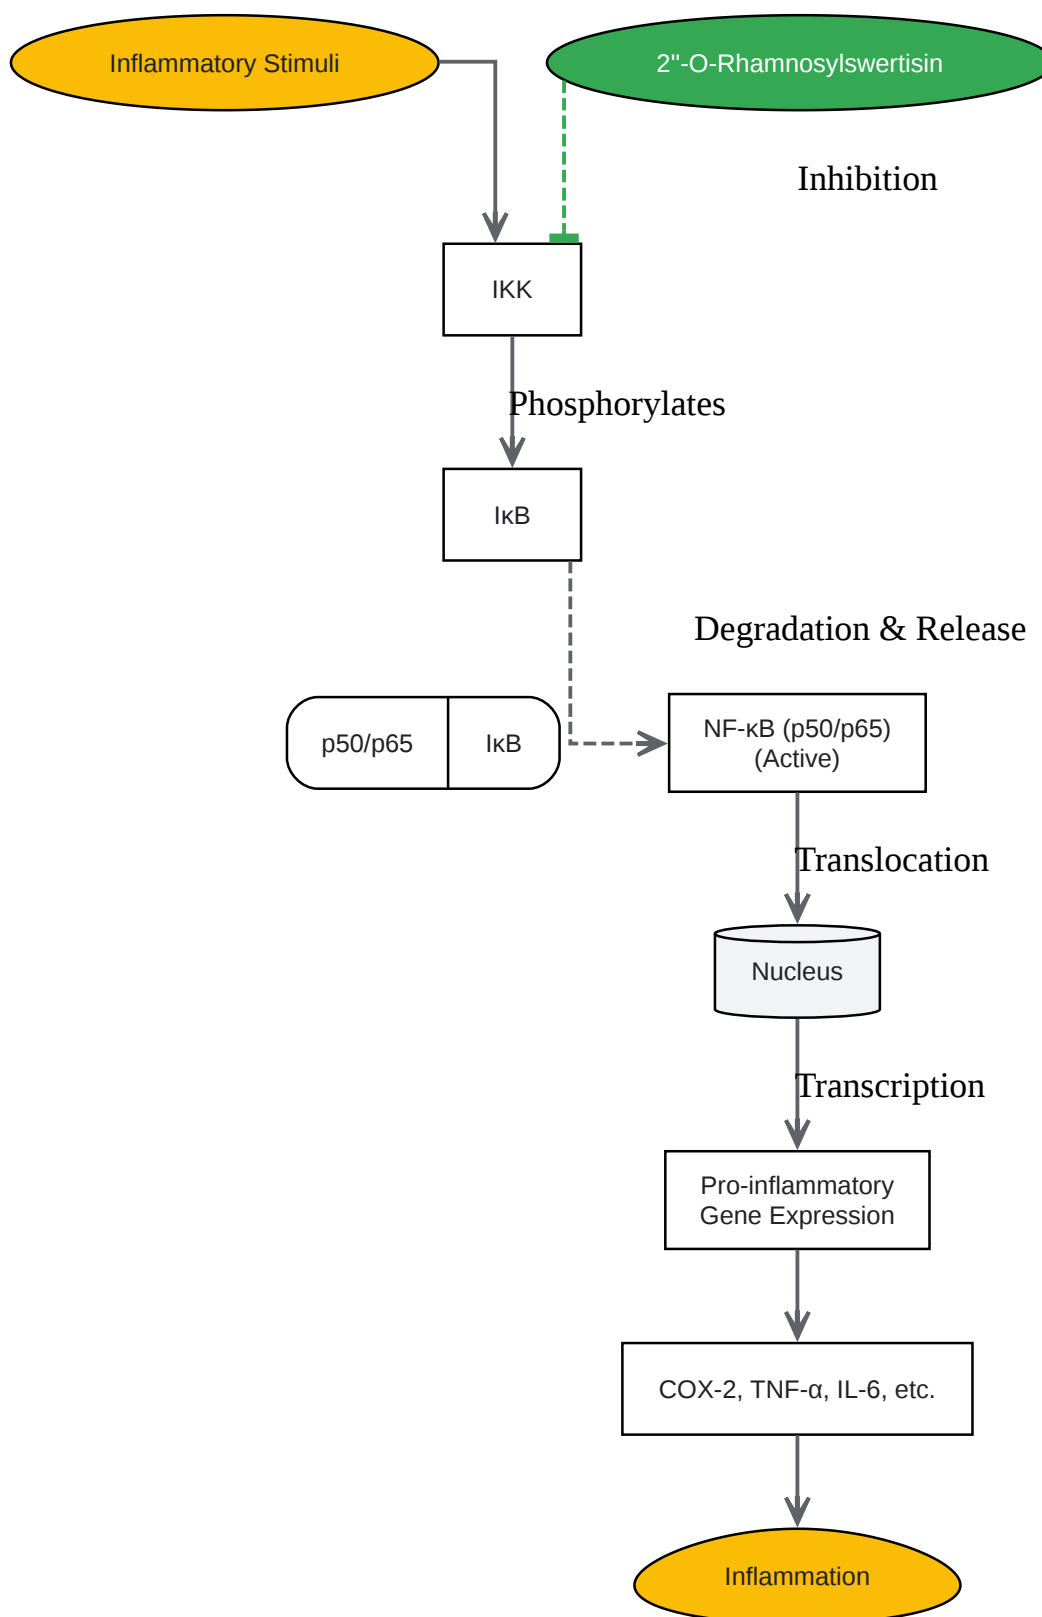 Inflammatory Stimuli
2"-O-Rhamnosylswertisin
Inhibition
IKK
Phosphorylates
IκB
Degradation & Release
p50/p65
IκB
NF-κB (p50/p65)
(Active)
Translocation
Nucleus
Transcription
Pro-inflammatory
Gene Expression
COX-2, TNF-α, IL-6, etc.
Inflammation